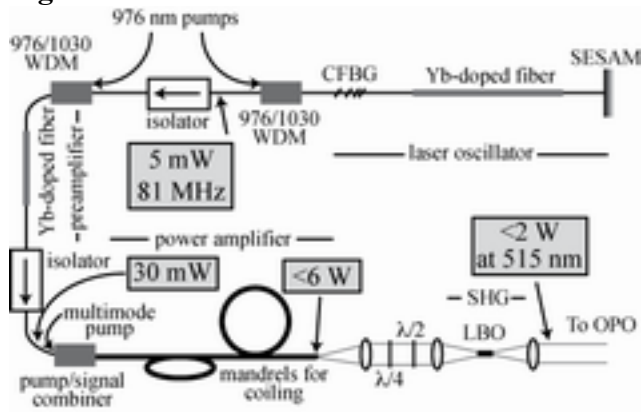 976 nm pumps
976/1030
WDM
SESAM
CFBG
Yb-doped fiber
isolator
976/1030
WDM
5 mW
81 MHz
laser oscillator
Yb-doped fiber
preamplifier
power amplifier
<2 W
at 515 nm
isolator
30 mW
<6 W
SHG
multimode
pump
λ/2
LBO
To OPO
λ/4
pump/signal
combiner
mandrels for
coiling